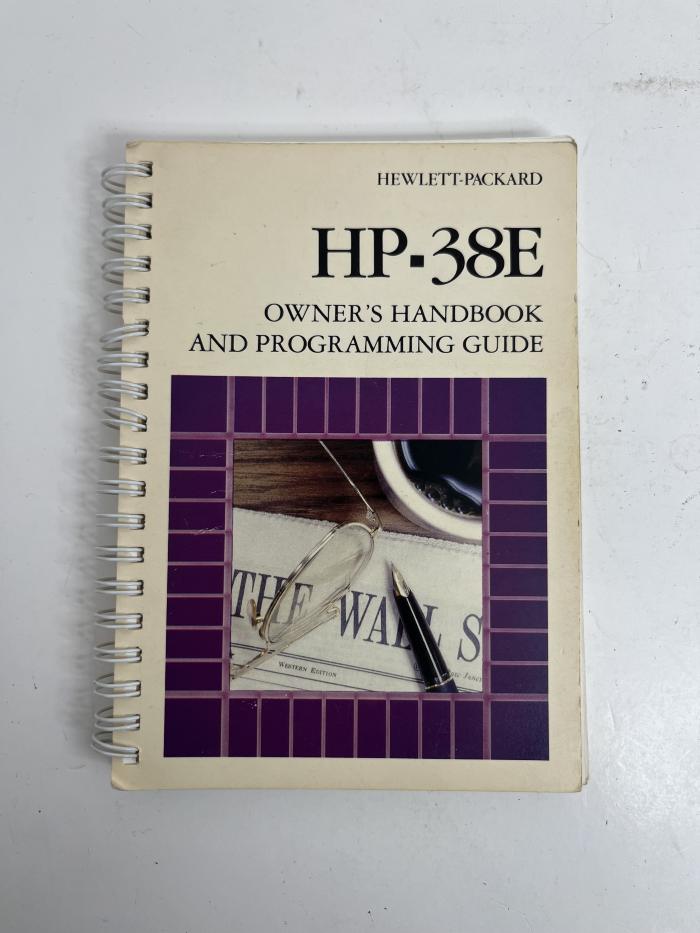 HEWLETT-PACKARD
HP-38E
OWNER'S HANDBOOK
AND PROGRAMMING GUIDE
THE WALL S
WESTERN EDITION